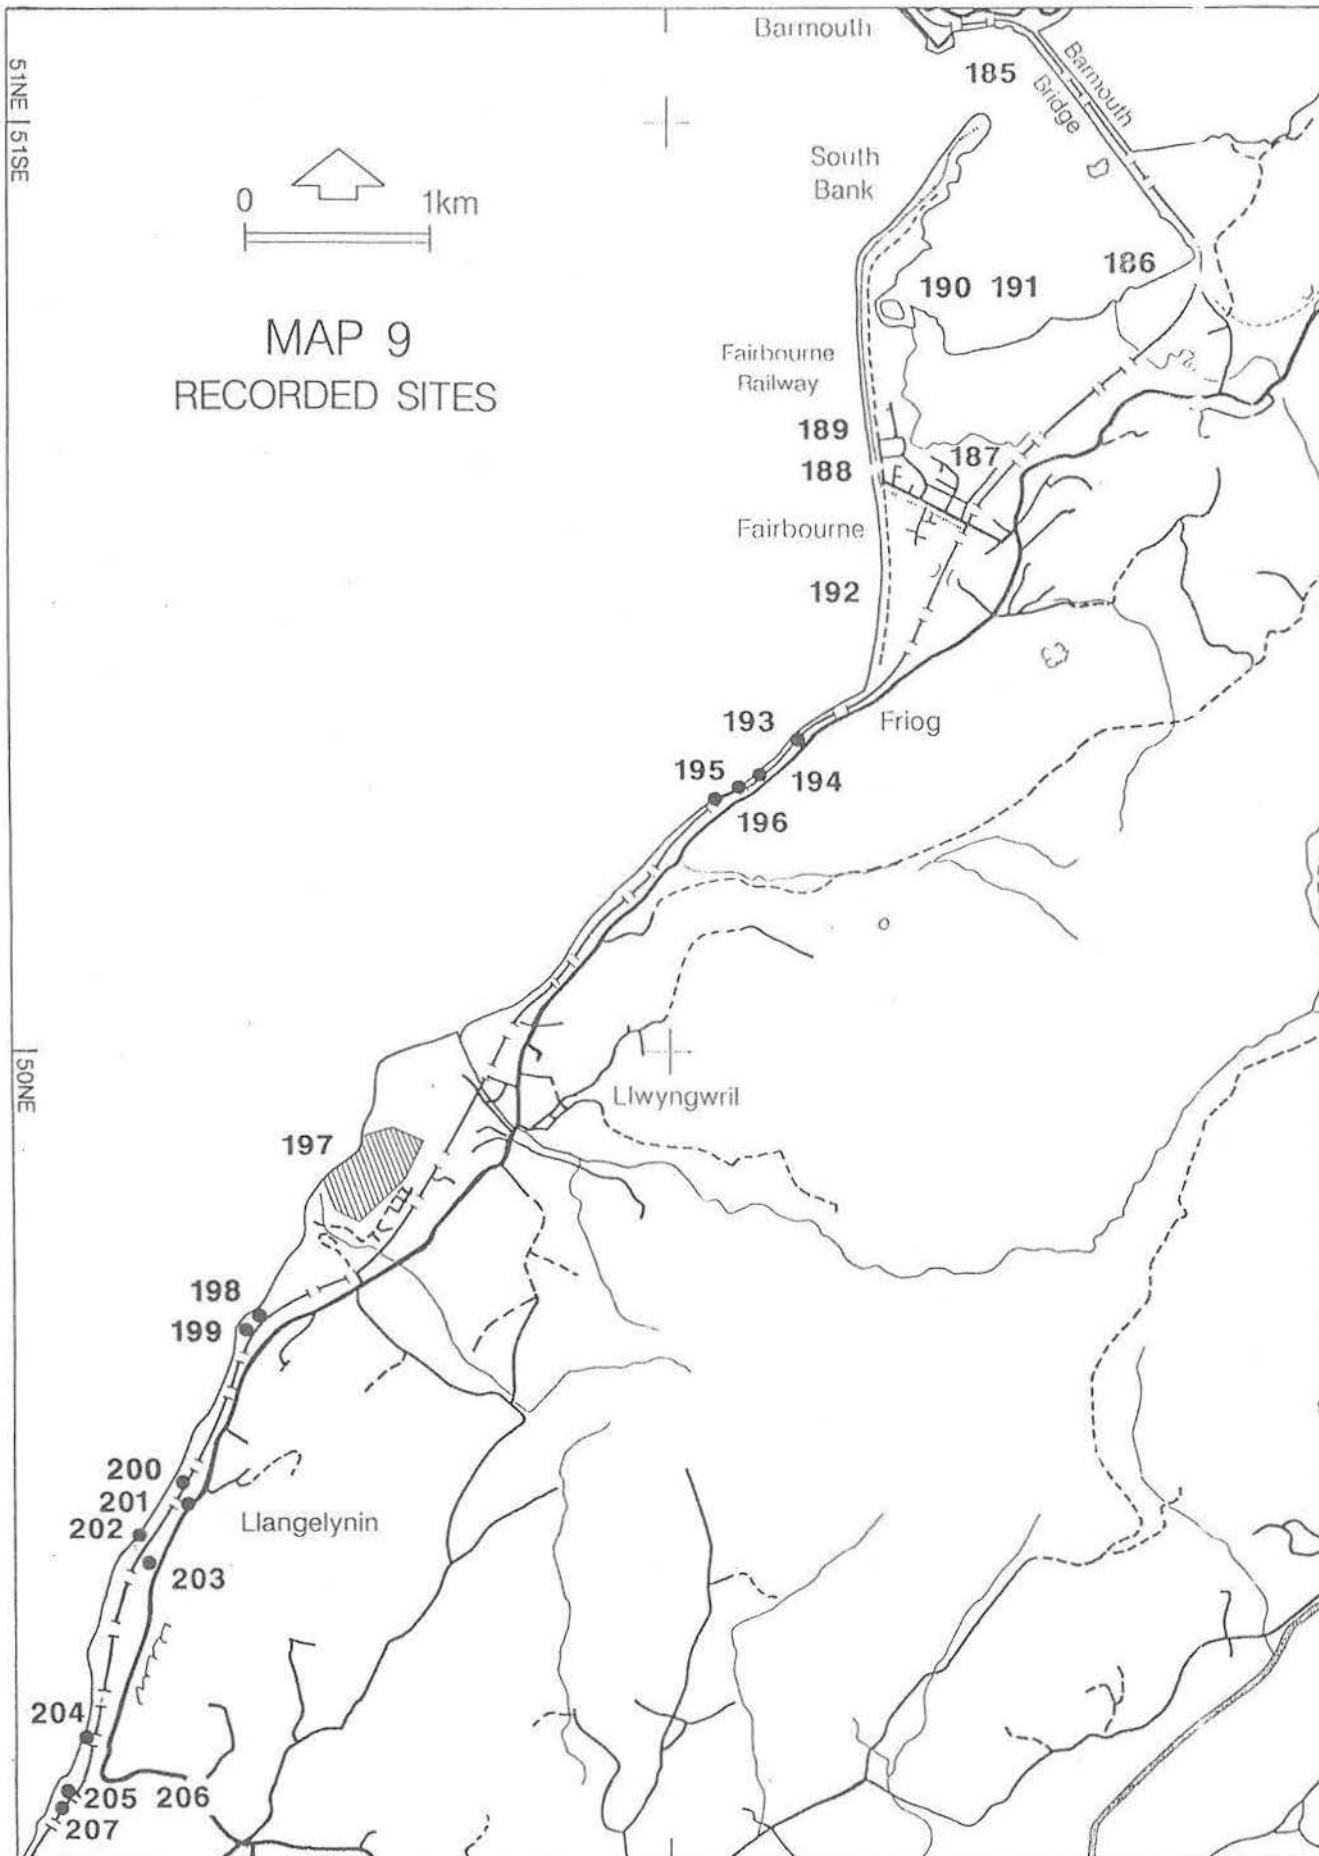 Barmouth
185
Barmouth
Bridge
51NE
51SE
South
Bank
0 1km
186
190 191
MAP 9
RECORDED SITES
Fairbourne
Railway
189
187
188
Fairbourne
192
193
Friog
195
194
196
50NE
Llwyngwril
197
198
199
200
201
202
Llangelynin
203
204
205 206
207